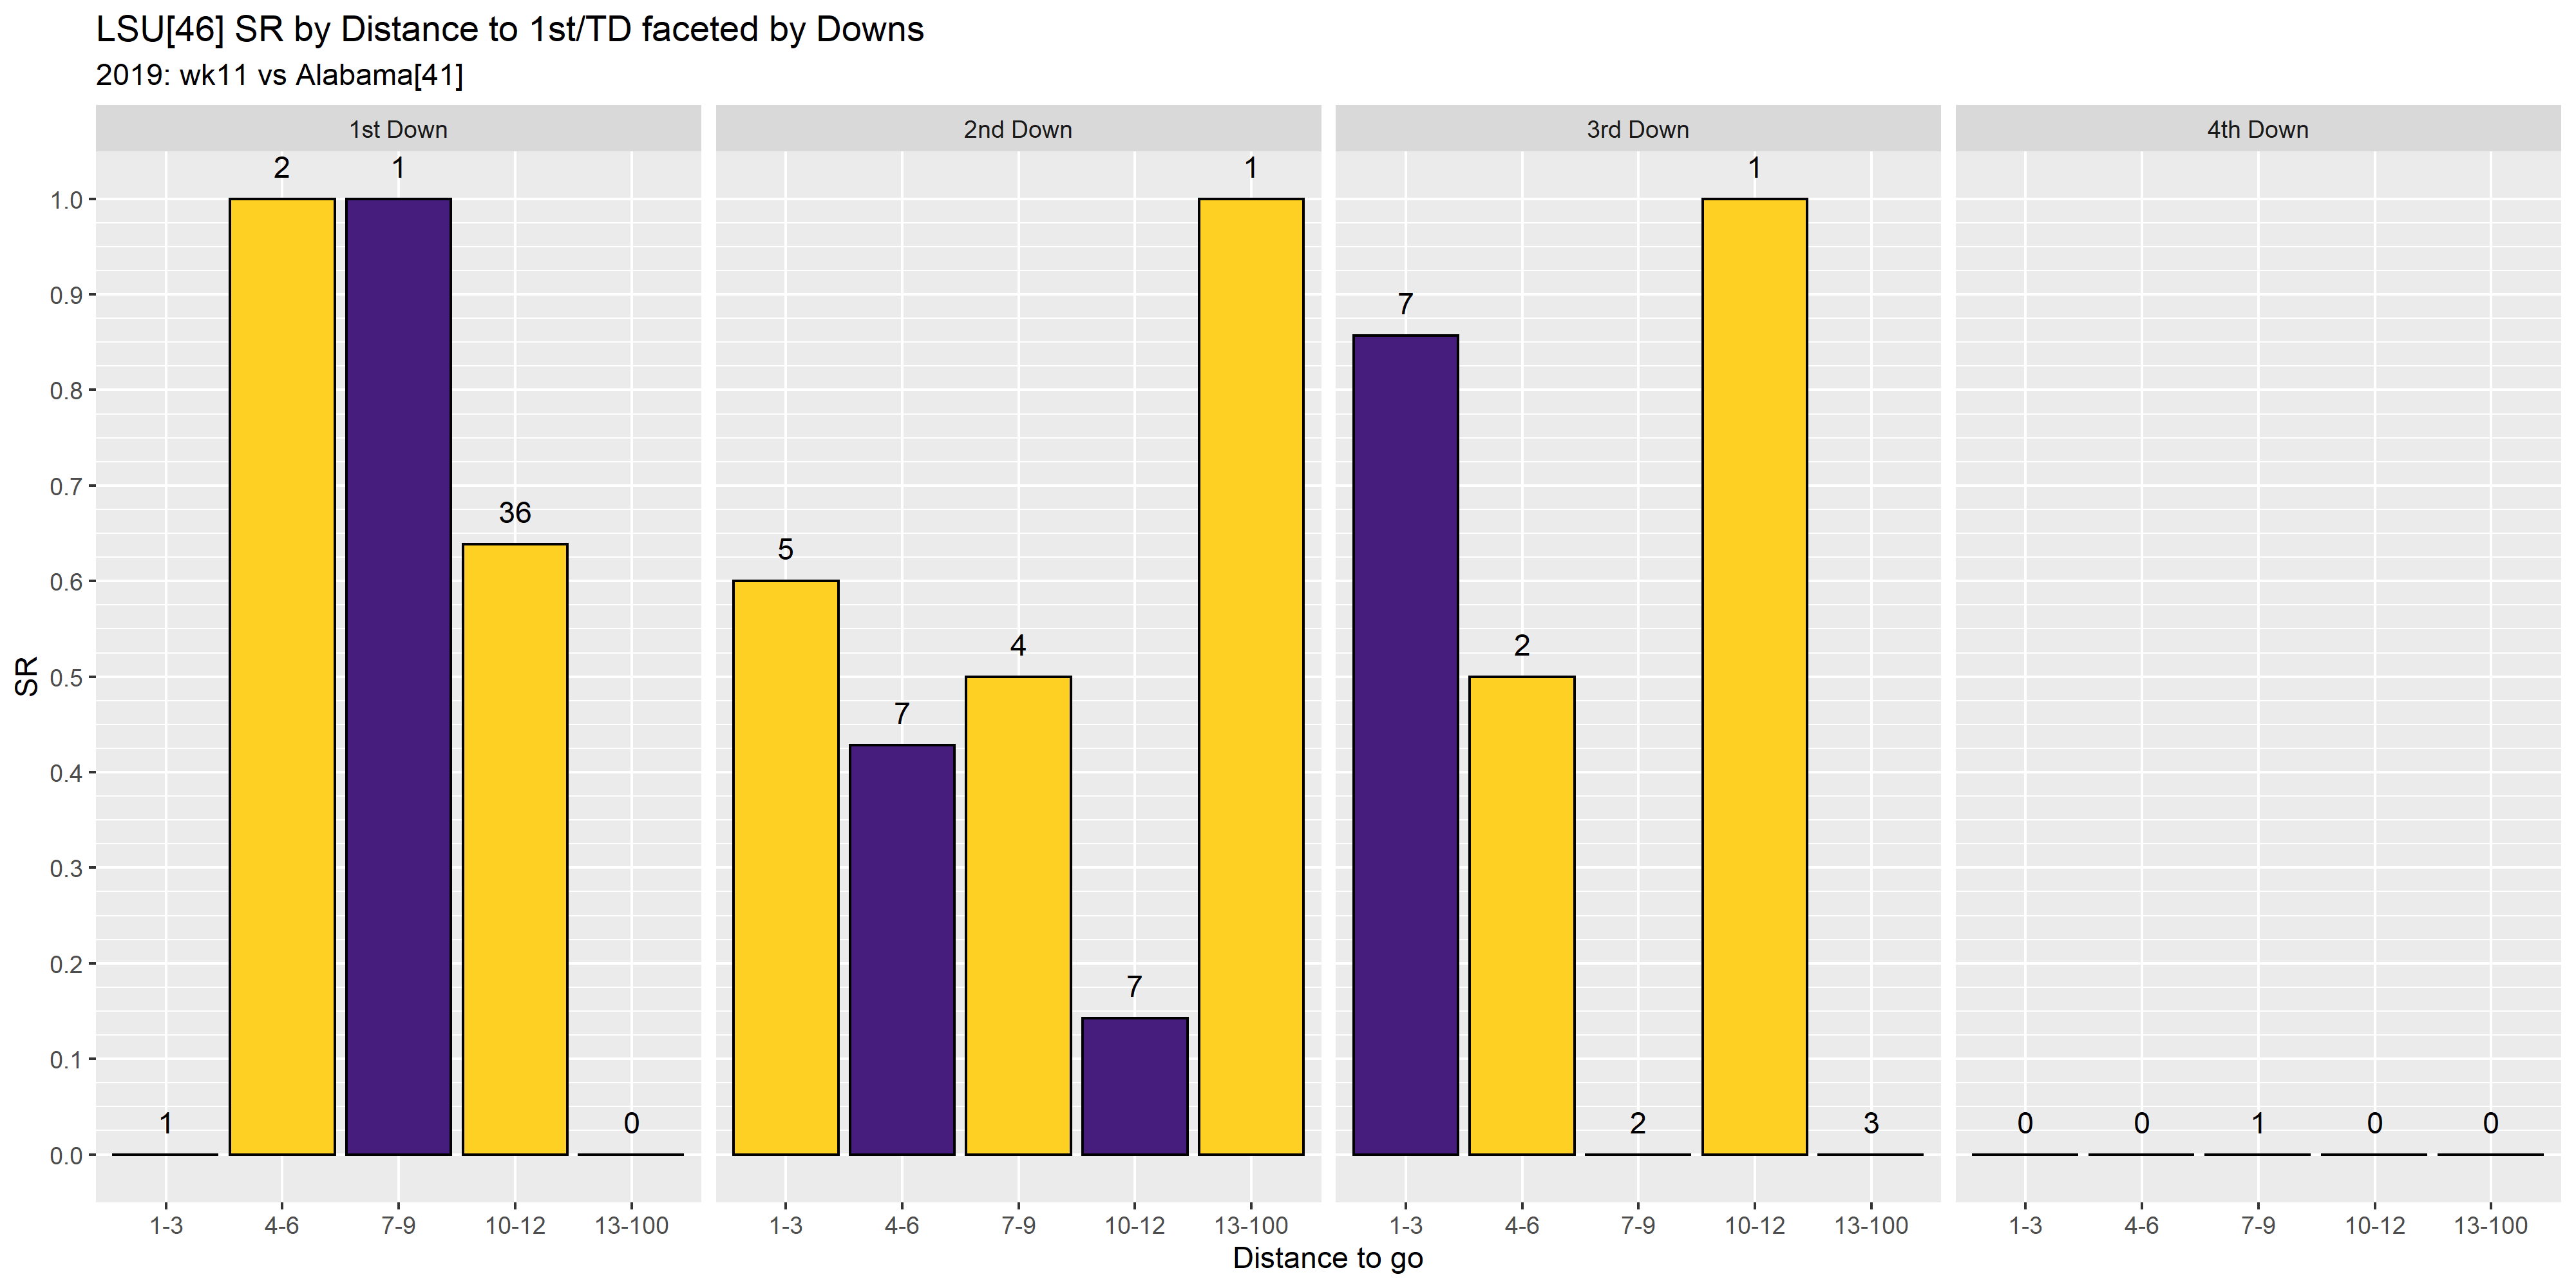 LSU[46] SR by Distance to 1st/TD faceted by Downs
2019: wk11 vs Alabama[41]
1st Down 2nd Down 3rd Down 4th Down
SR
1.0
0.9
0.8
0.7
0.6
0.5
0.4
0.3
0.2
0.1
0.0
1 2 1 36 0
5 7 4 7 1
7 2 2 1 3
0 0 1 0 0
1-3 4-6 7-9 10-12 13-100 1-3 4-6 7-9 10-12 13-100 1-3 4-6 7-9 10-12 13-100 1-3 4-6 7-9 10-12 13-100
Distance to go